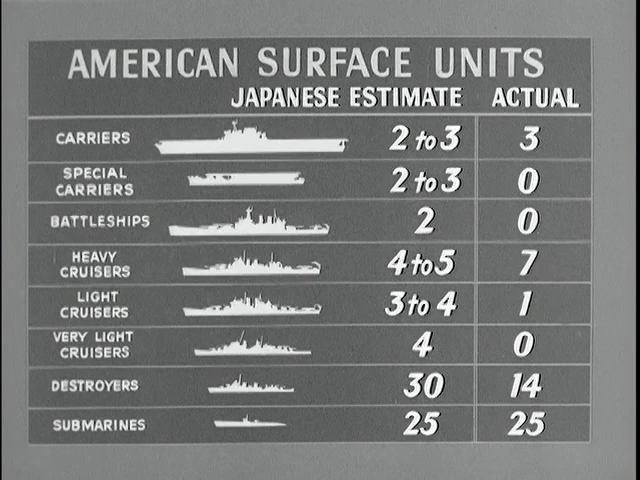 AMERICAN SURFACE UNITS
JAPANESE ESTIMATE ACTUAL
CARRIERS 2 to 3 3
SPECIAL
CARRIERS 2 to 3 0
BATTLESHIPS 2 0
HEAVY
CRUISERS 4 to 5 7
LIGHT
CRUISERS 3 to 4 1
VERY LIGHT
CRUISERS 4 0
DESTROYERS 30 14
SUBMARINES 25 25